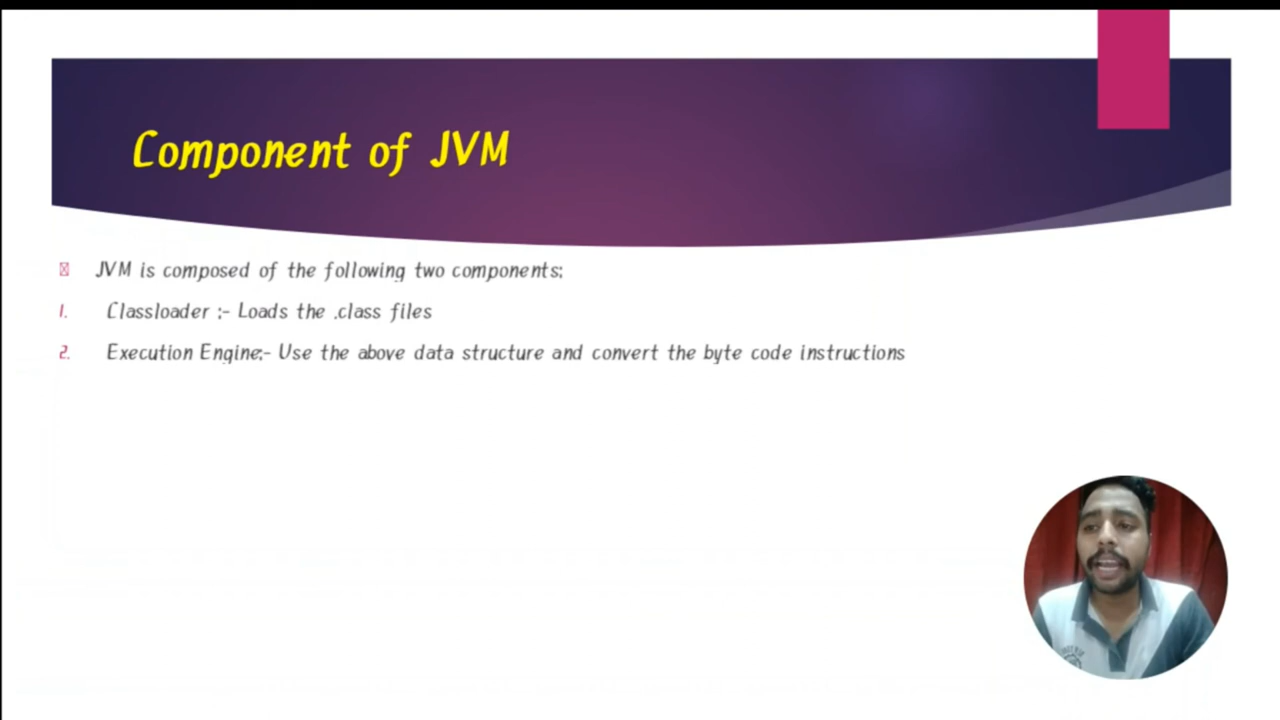 Component of JVM
JVM is composed of the following two components:
1. Classloader :- Loads the .class files
2. Execution Engine:- Use the above data structure and convert the byte code instructions